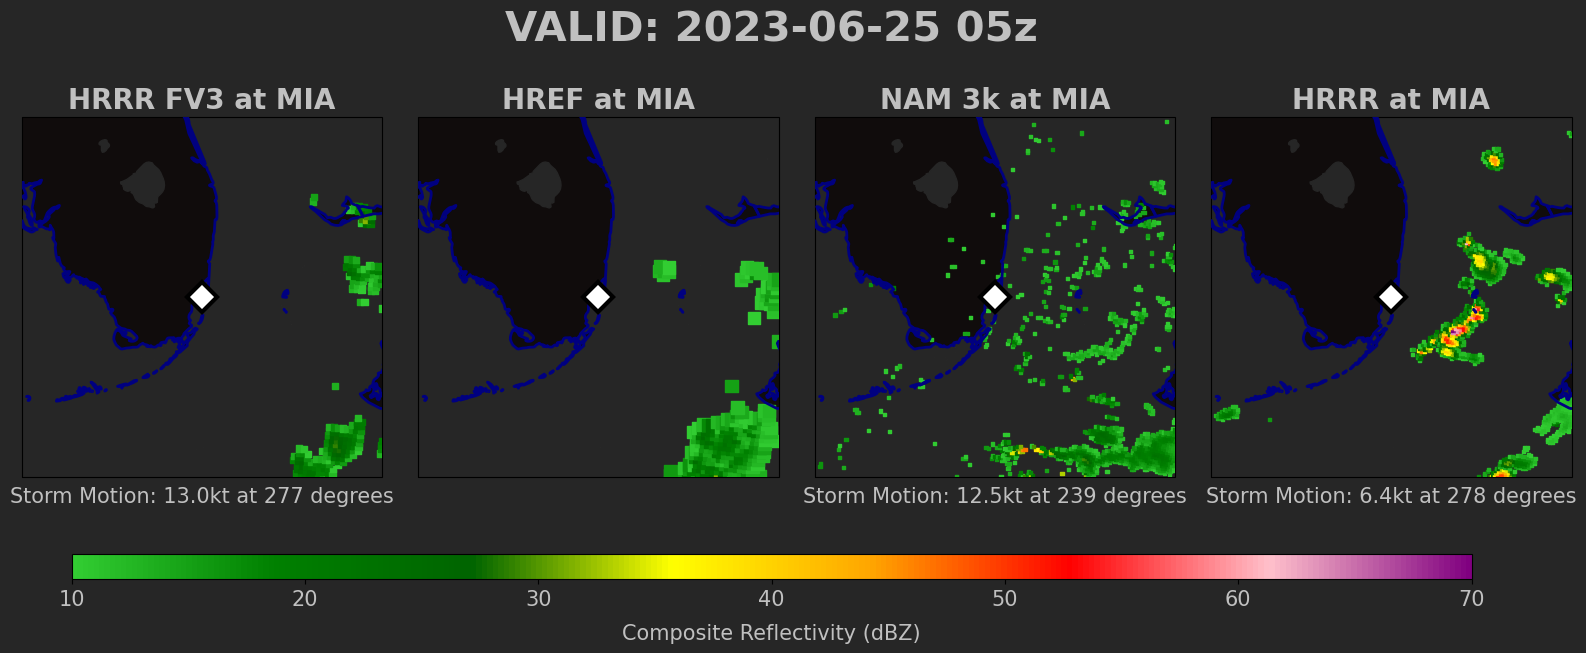 VALID: 2023-06-25 05z
HRRR FV3 at MIA
HREF at MIA
NAM 3k at MIA
HRRR at MIA
Storm Motion: 13.0kt at 277 degrees
Storm Motion: 12.5kt at 239 degrees
Storm Motion: 6.4kt at 278 degrees
10 20 30 40 50 60 70
Composite Reflectivity (dBZ)